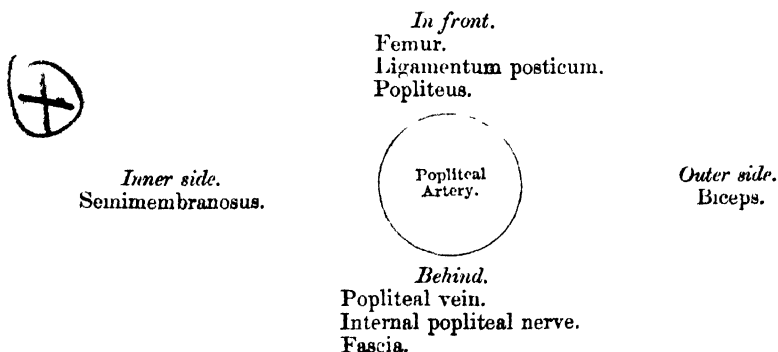 In front.
Femur.
Ligamentum posticum.
Popliteus.
Inner side.
Semimembranosus.
Popliteal
Artery.
Outer side.
Biceps.
Behind.
Popliteal vein.
Internal popliteal nerve.
Fascia.